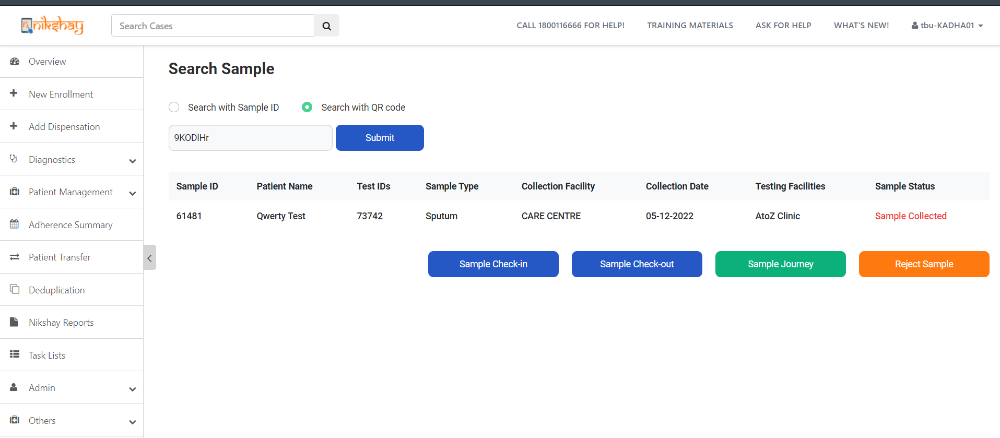 nikshay
Search Cases
CALL 1800116666 FOR HELP!
TRAINING MATERIALS
ASK FOR HELP
WHAT'S NEW!
tbu-KADHA01
Overview
New Enrollment
Add Dispensation
Diagnostics
Patient Management
Adherence Summary
Patient Transfer
Deduplication
Nikshay Reports
Task Lists
Admin
Others
Search Sample
Search with Sample ID
Search with QR code
9KODlHr
Submit
Sample ID Patient Name Test IDs Sample Type Collection Facility Collection Date Testing Facilities Sample Status
61481 Qwerty Test 73742 Sputum CARE CENTRE 05-12-2022 AtoZ Clinic Sample Collected
Sample Check-in
Sample Check-out
Sample Journey
Reject Sample